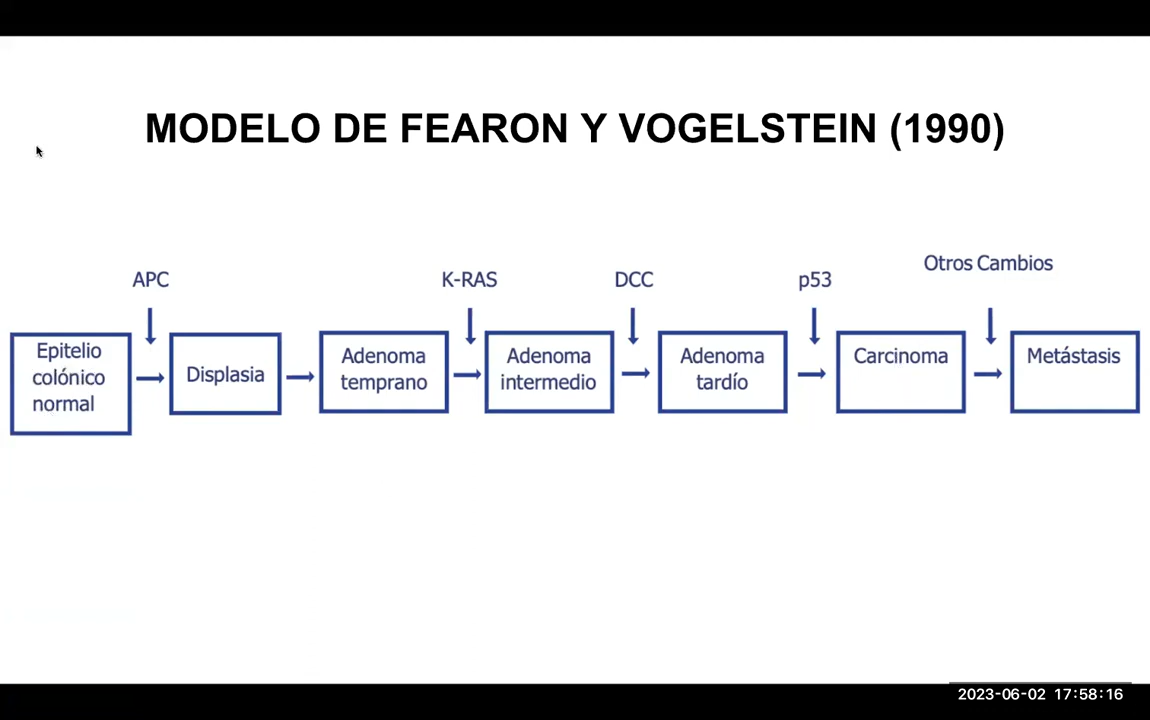 MODELO DE FEARON Y VOGELSTEIN (1990)
APC
K-RAS
DCC
p53
Otros Cambios
Epitelio
colónico
normal
Displasia
Adenoma
temprano
Adenoma
intermedio
Adenoma
tardío
Carcinoma
Metástasis
2023-06-02 17:58:16